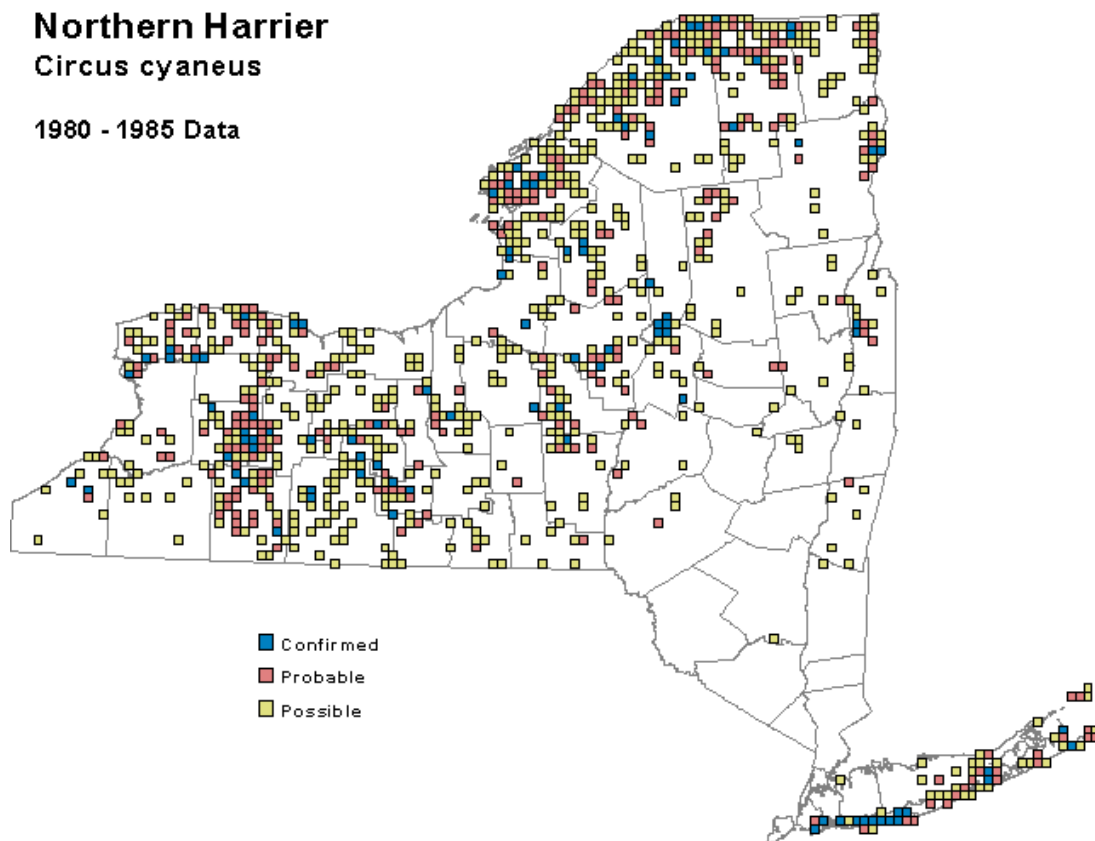 Northern Harrier
Circus cyaneus
1980 - 1985 Data
Confirmed
Probable
Possible